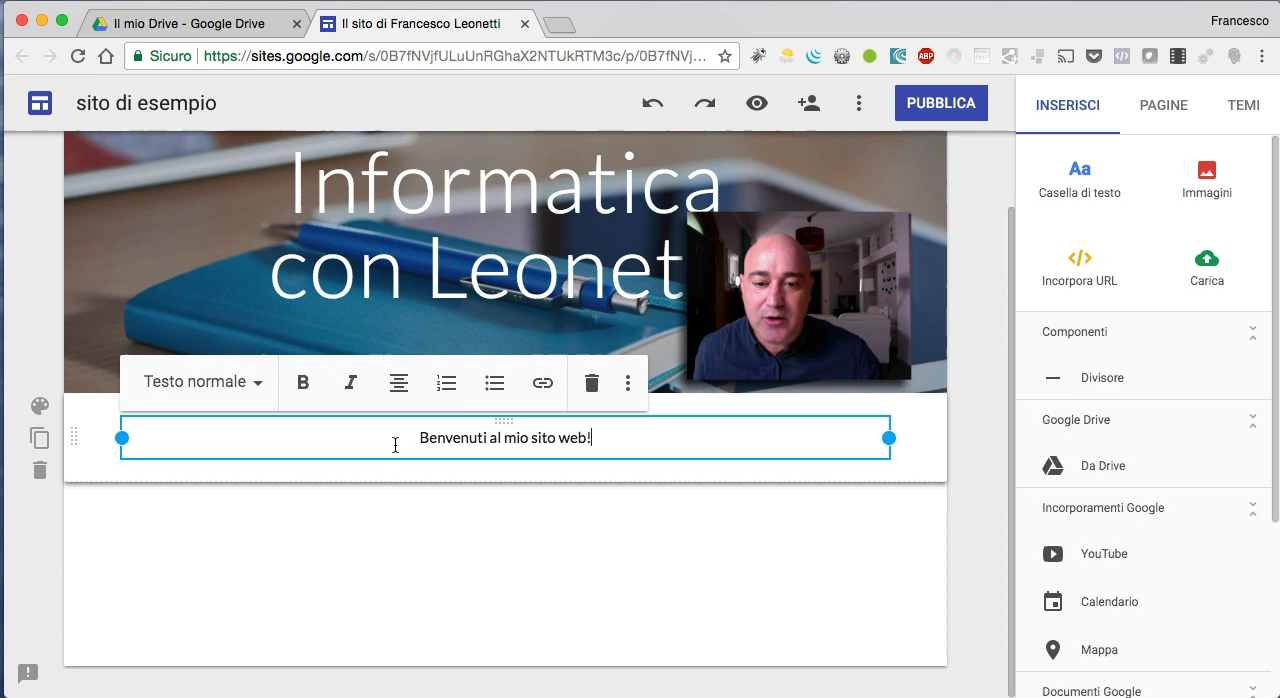 Il mio Drive - Google Drive
Il sito di Francesco Leonetti
Francesco
Sicuro
https://sites.google.com/s/0B7fNVjfULuUnRGhaX2NTUkRTM3c/p/0B7fNVj...
ABP
sito di esempio
PUBBLICA
INSERISCI
PAGINE
TEMI
Informatica
con Leonet
Aa
Casella di testo
Immagini
Incorpora URL
Carica
Componenti
Divisore
Google Drive
Da Drive
Incorporamenti Google
YouTube
Calendario
Mappa
Documenti Google
Testo normale
B
I
Benvenuti al mio sito web!